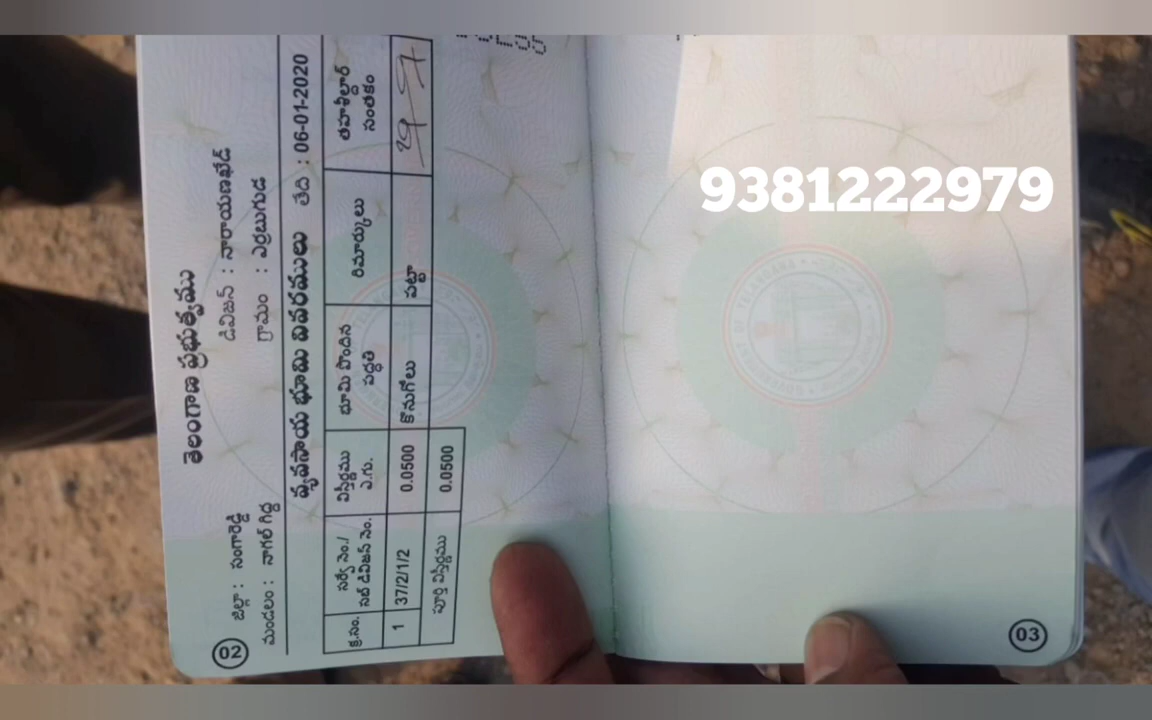 తెలంగాణ ప్రభుత్వము
జిల్లా : సంగారెడ్డి డివిజన్ : నారాయణఖేడ్
మండలం : నాగల్ గిద్ద గ్రామం : ఎర్రబుగుడ
వ్యవసాయ భూమి వివరములు తేది : 06-01-2020
క్ర.సం. సర్వే నెం./ సబ్ డివిజన్ నెం. విస్తీర్ణము ఎ.గు. భూమి పొందిన పద్ధతి రిమార్కులు తహశీల్దార్ సంతకం
1 37/2/1/2 0.0500 కొనుగోలు పట్టా
పూర్తి విస్తీర్ణము 0.0500
02
9381222979
03